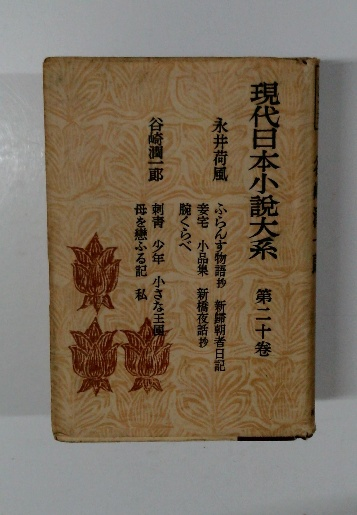 現代日本小說大系
第二十卷
永井荷風
ふらんす物語抄 新歸朝者日記
妾宅 小品集 新橋夜話抄
腕くらべ
谷崎潤一郎
刺靑 少年 小さな王國
母を戀ふる記 私